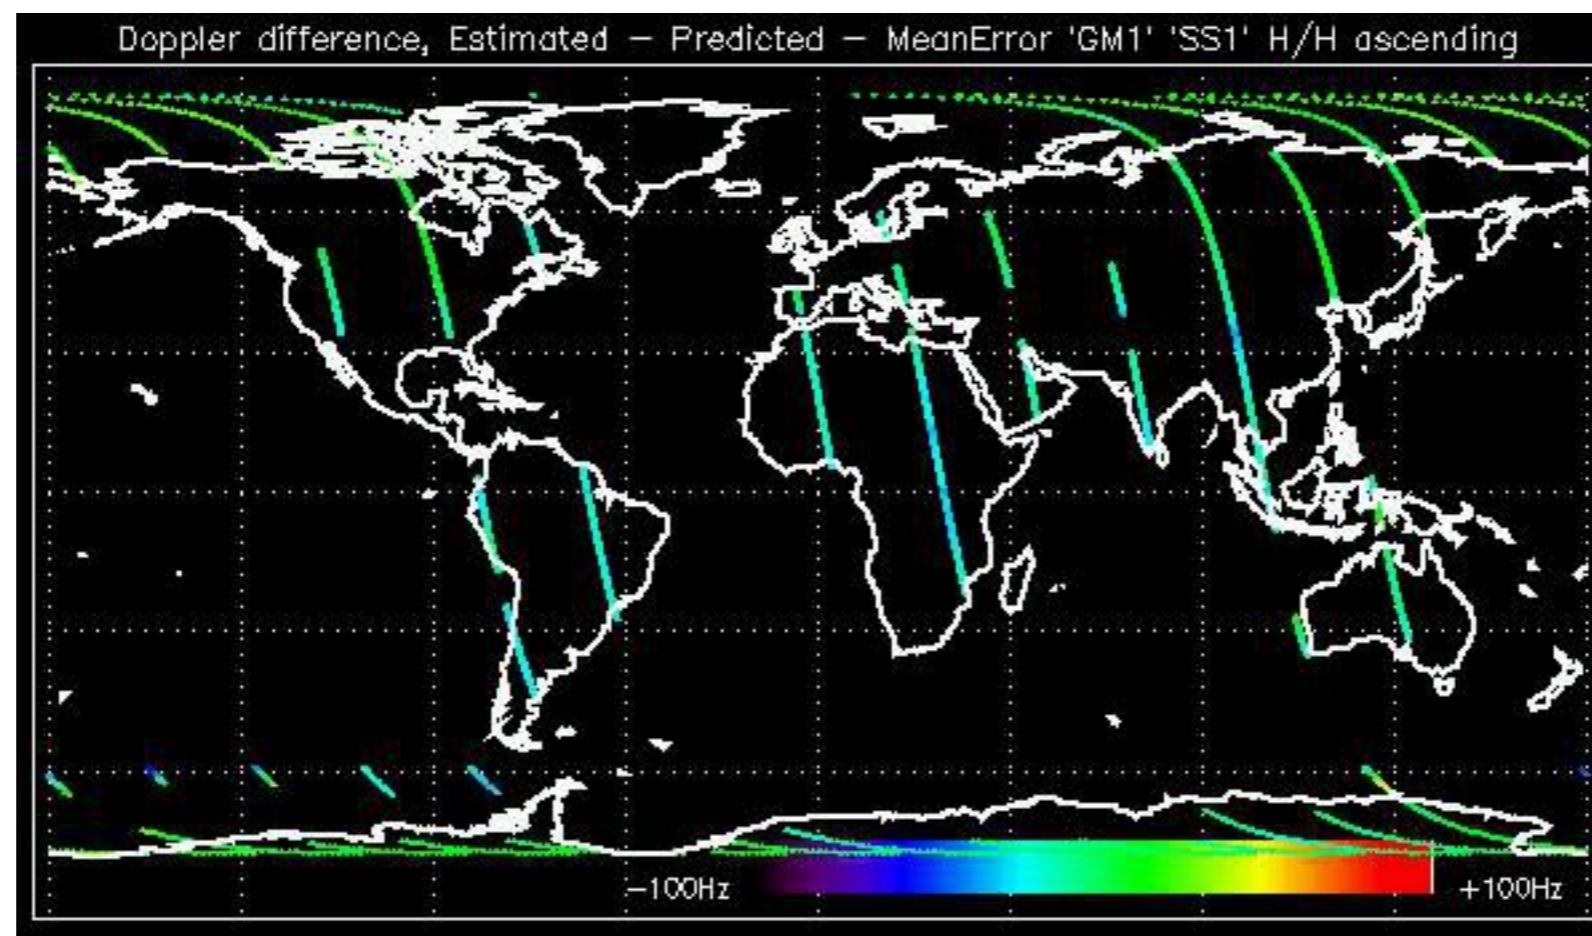 Doppler difference, Estimated – Predicted – MeanError 'GM1' 'SS1' H/H ascending
–100Hz
+100Hz